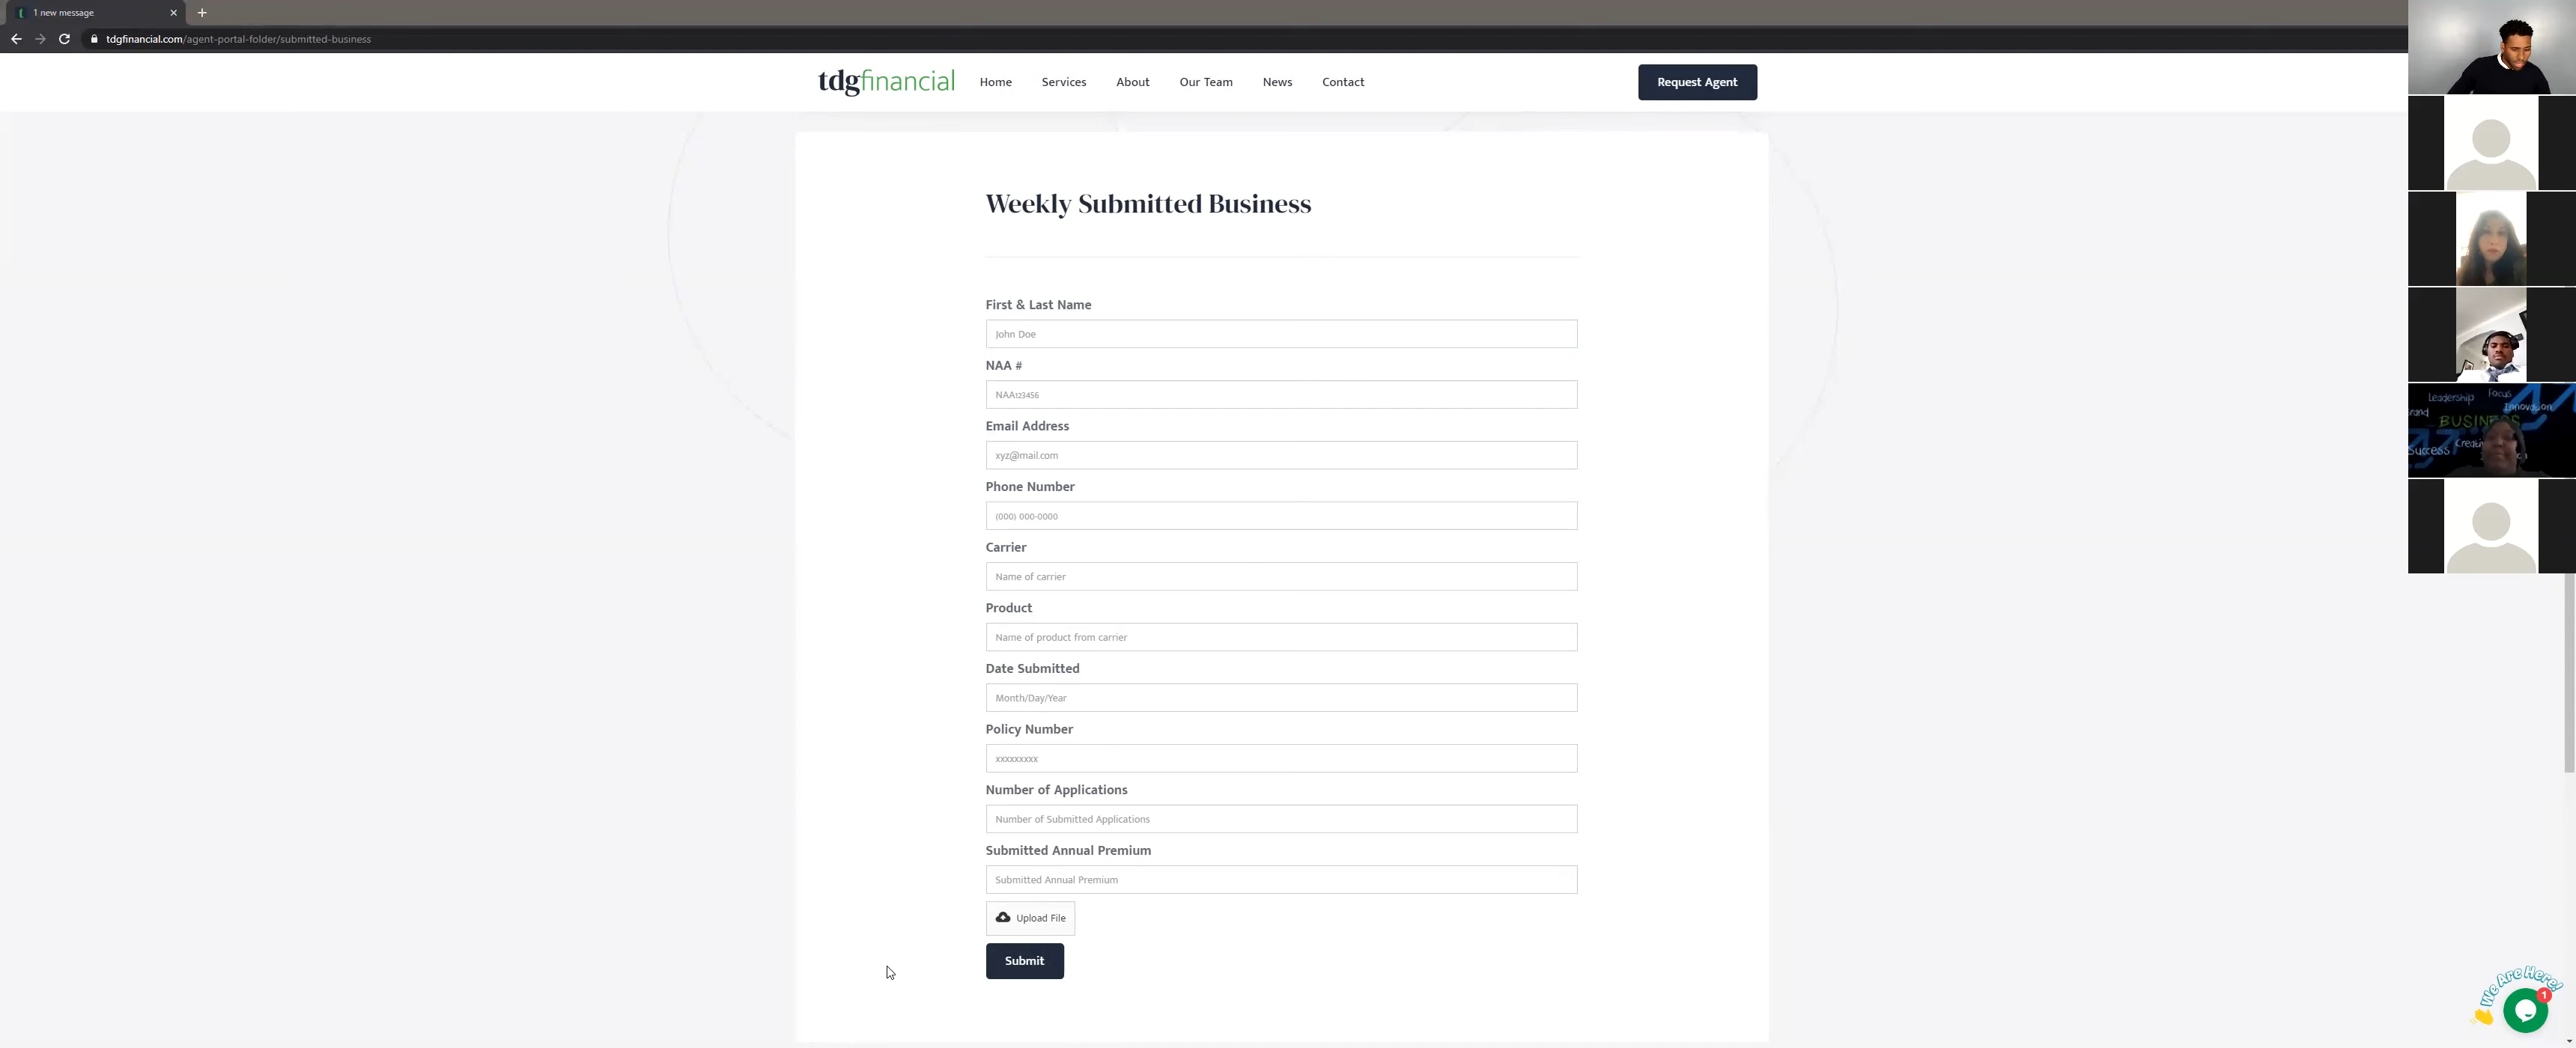 1 new message
tdgfinancial.com/agent-portal-folder/submitted-business
tdgfinancial Home Services About Our Team News Contact Request Agent
Weekly Submitted Business
First & Last Name
John Doe
NAA #
NAA123456
Email Address
xyz@mail.com
Phone Number
(000) 000-0000
Carrier
Name of carrier
Product
Name of product from carrier
Date Submitted
Month/Day/Year
Policy Number
xxxxxxxxx
Number of Applications
Number of Submitted Applications
Submitted Annual Premium
Submitted Annual Premium
Upload File
Submit
Leadership Focus
Innovation
BUSINESS
Success
We Are Here!
1